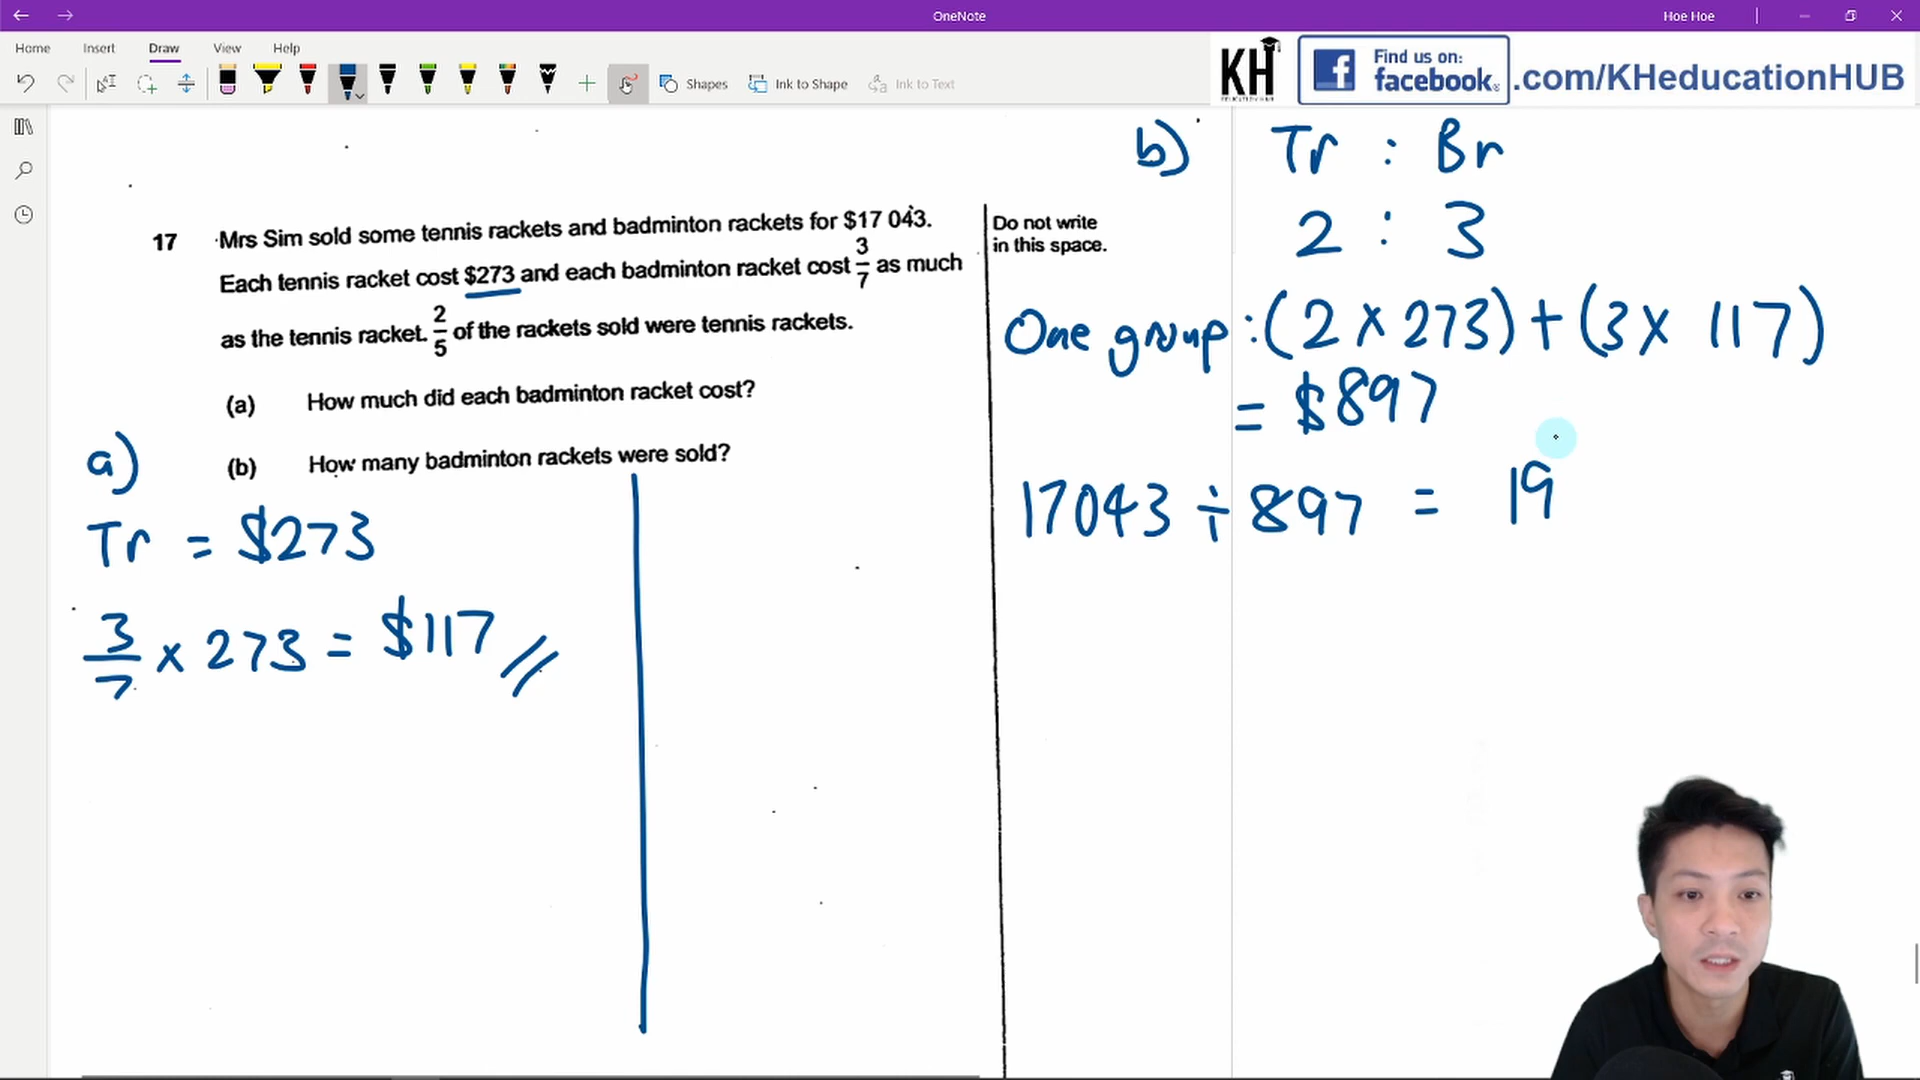 OneNote
Hoe Hoe
Home Insert Draw View Help
Shapes
Ink to Shape
Ink to Text
KH
Find us on:
facebook.
.com/KHeducationHUB
17 Mrs Sim sold some tennis rackets and badminton rackets for $17 043.
Each tennis racket cost $273 and each badminton racket cost 3/7 as much
as the tennis racket. 2/5 of the rackets sold were tennis rackets.
(a) How much did each badminton racket cost?
(b) How many badminton rackets were sold?
Do not write
in this space.
a)
Tr = $273
3/7 x 273 = $117
b) Tr : Br
2 : 3
One group : (2 x 273) + (3 x 117)
= $897
17043 ÷ 897 = 19